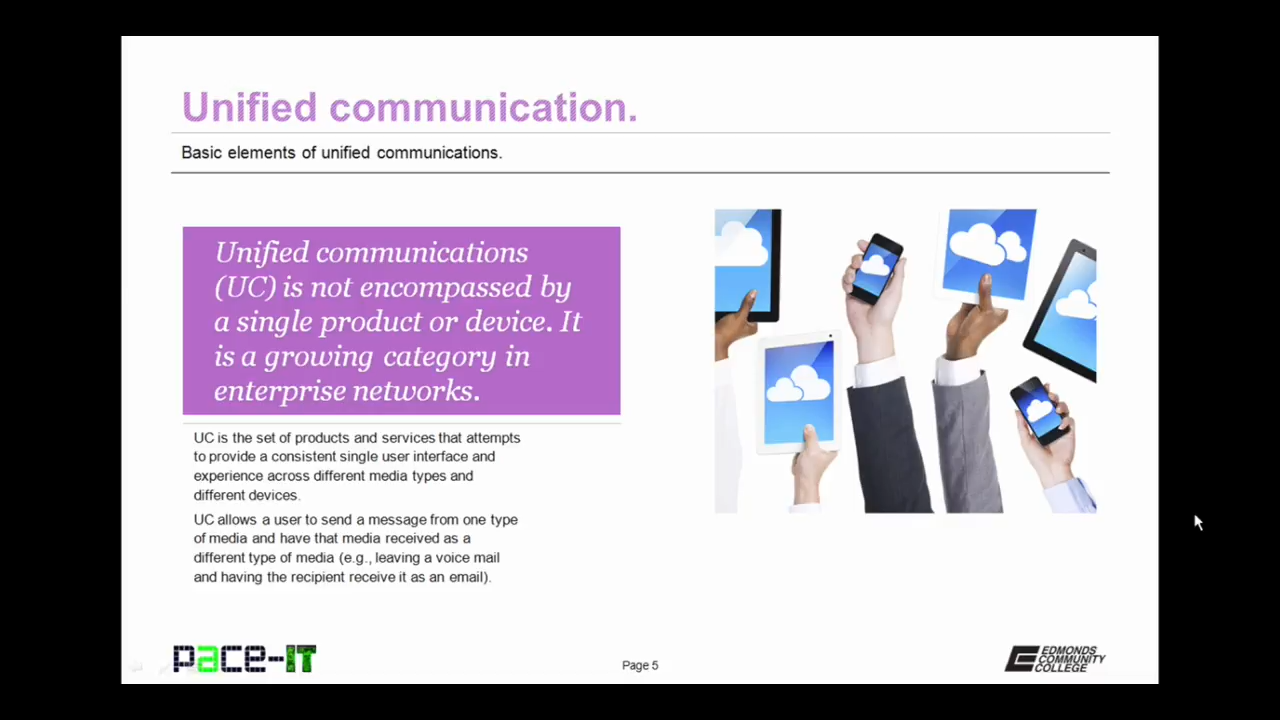 Unified communication.
Basic elements of unified communications.
Unified communications
(UC) is not encompassed by
a single product or device. It
is a growing category in
enterprise networks.
UC is the set of products and services that attempts
to provide a consistent single user interface and
experience across different media types and
different devices.
UC allows a user to send a message from one type
of media and have that media received as a
different type of media (e.g., leaving a voice mail
and having the recipient receive it as an email).
pace-IT
Page 5
EDMONDS
COMMUNITY
COLLEGE